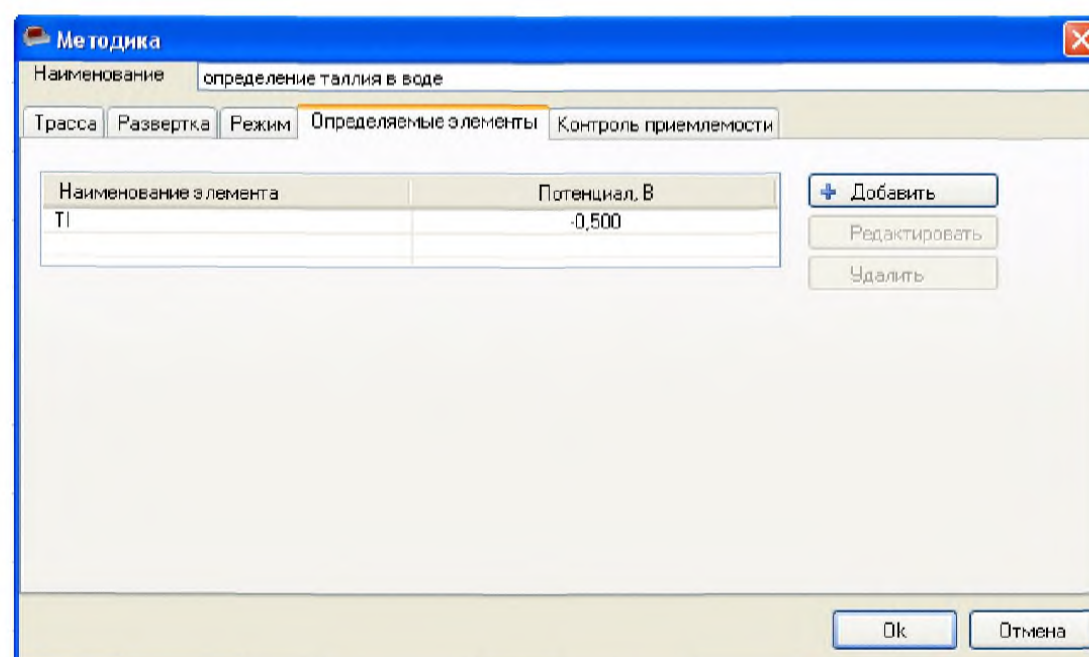 Методика
Наименование определение таллия в воде
Трасса Развертка Режим Определяемые элементы Контроль приемлемости
Наименование элемента Потенциал, В
Tl -0,500
Добавить
Редактировать
Удалить
Ok Отмена